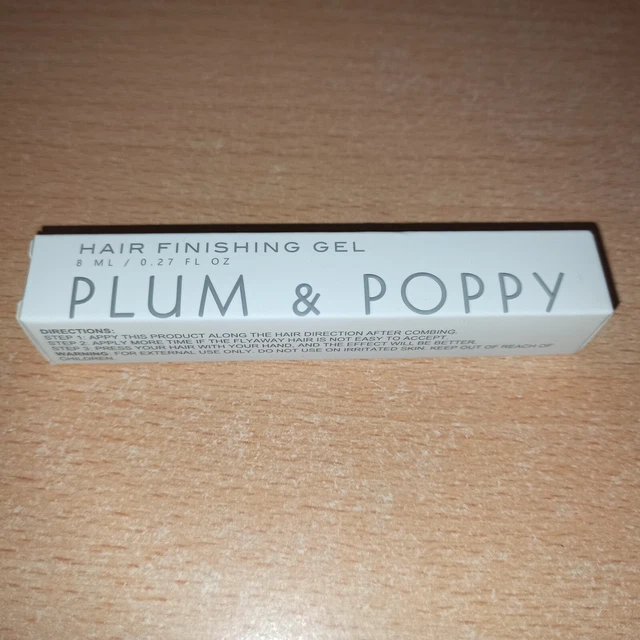 HAIR FINISHING GEL
8 ML / 0.27 FL OZ
PLUM & POPPY
DIRECTIONS:
STEP 1. APPY THIS PRODUCT ALONG THE HAIR DIRECTION AFTER COMBING.
STEP 2. APPLY MORE TIME IF THE FLYAWAY HAIR IS NOT EASY TO ACCEPT
STEP 3. PRESS YOUR HAIR WITH YOUR HAND. AND THE EFFECT WILL BE BETTER.
WARNING: FOR EXTERNAL USE ONLY. DO NOT USE ON IRRITATED SKIN. KEEP OUT OF REACH OF
CHILDREN.